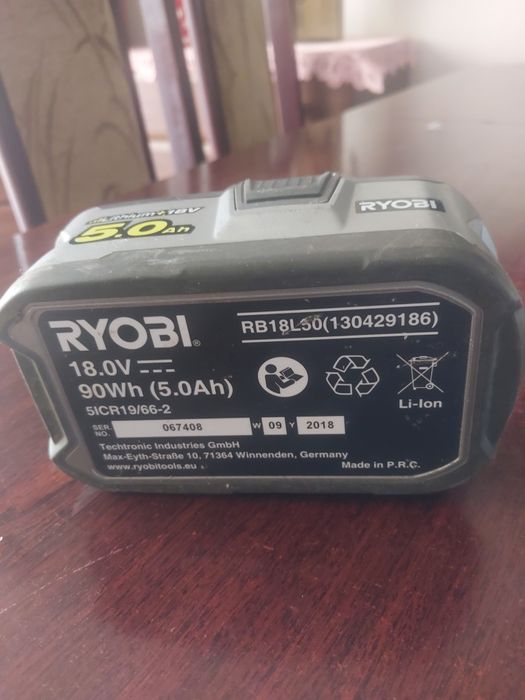 Lithium+18V
5.0Ah
RYOBI
RYOBI®
RB18L50(130429186)
18.0V
90Wh (5.0Ah)
5ICR19/66-2
Li-Ion
SER. NO. 067408 W 09 Y 2018
Techtronic Industries GmbH
Max-Eyth-Straße 10, 71364 Winnenden, Germany
www.ryobitools.eu Made in P.R.C.